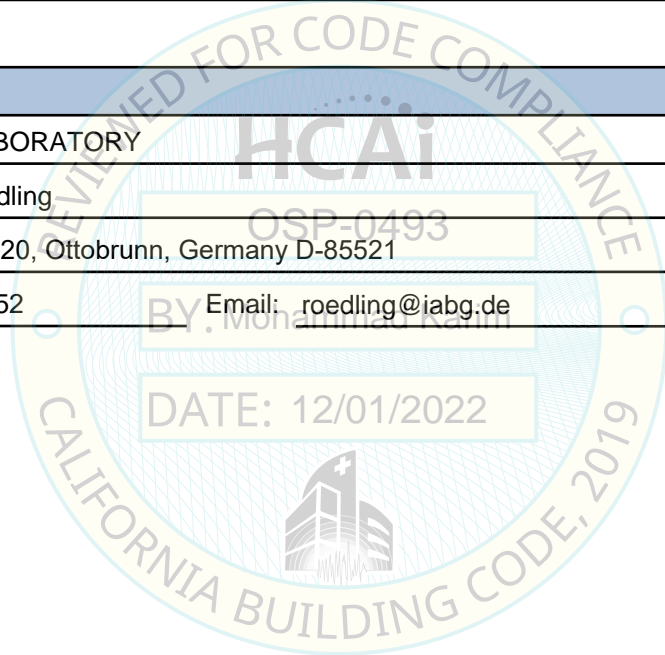 REVIEWED FOR CODE COMPLIANCE
HCAi
BORATORY
dling
OSP-0493
20, Ottobrunn, Germany D-85521
52 Email: roedling@iabg.de
BY: Mohammad Karim
DATE: 12/01/2022
CALIFORNIA BUILDING CODE, 2019